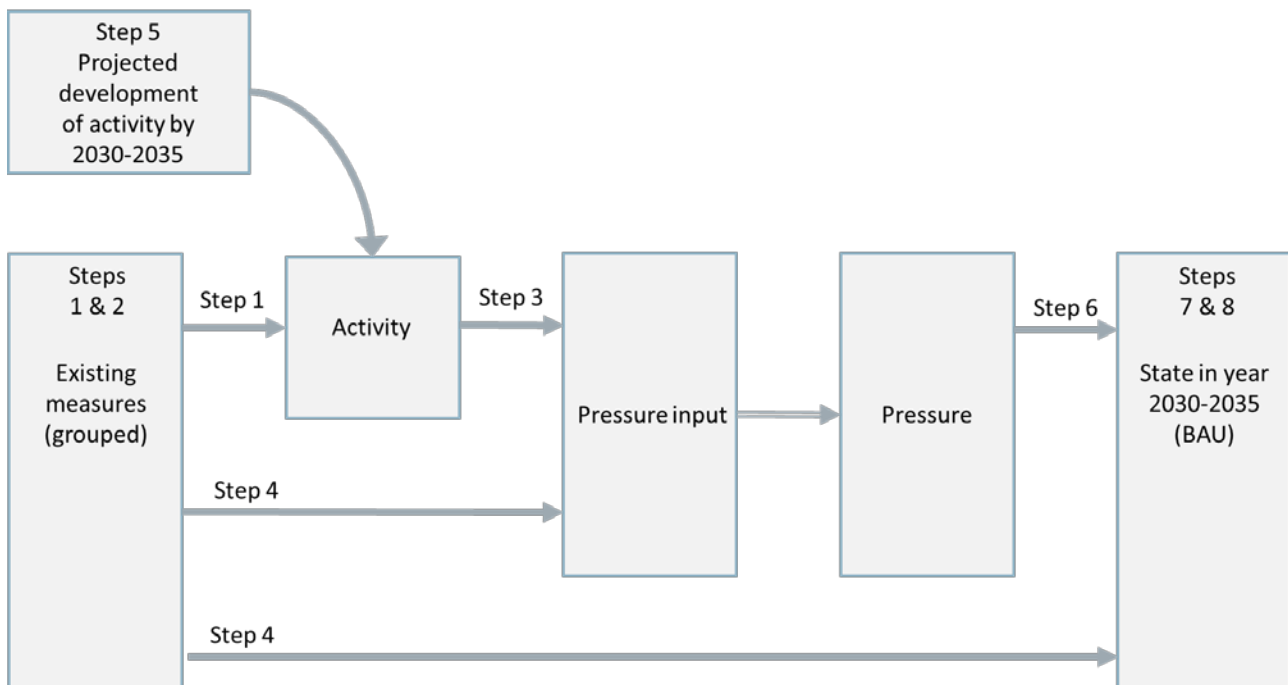 Step 5
Projected
development
of activity by
2030-2035
Steps
1 & 2
Existing
measures
(grouped)
Step 1
Activity
Step 3
Pressure input
Pressure
Step 6
Steps
7 & 8
State in year
2030-2035
(BAU)
Step 4
Step 4